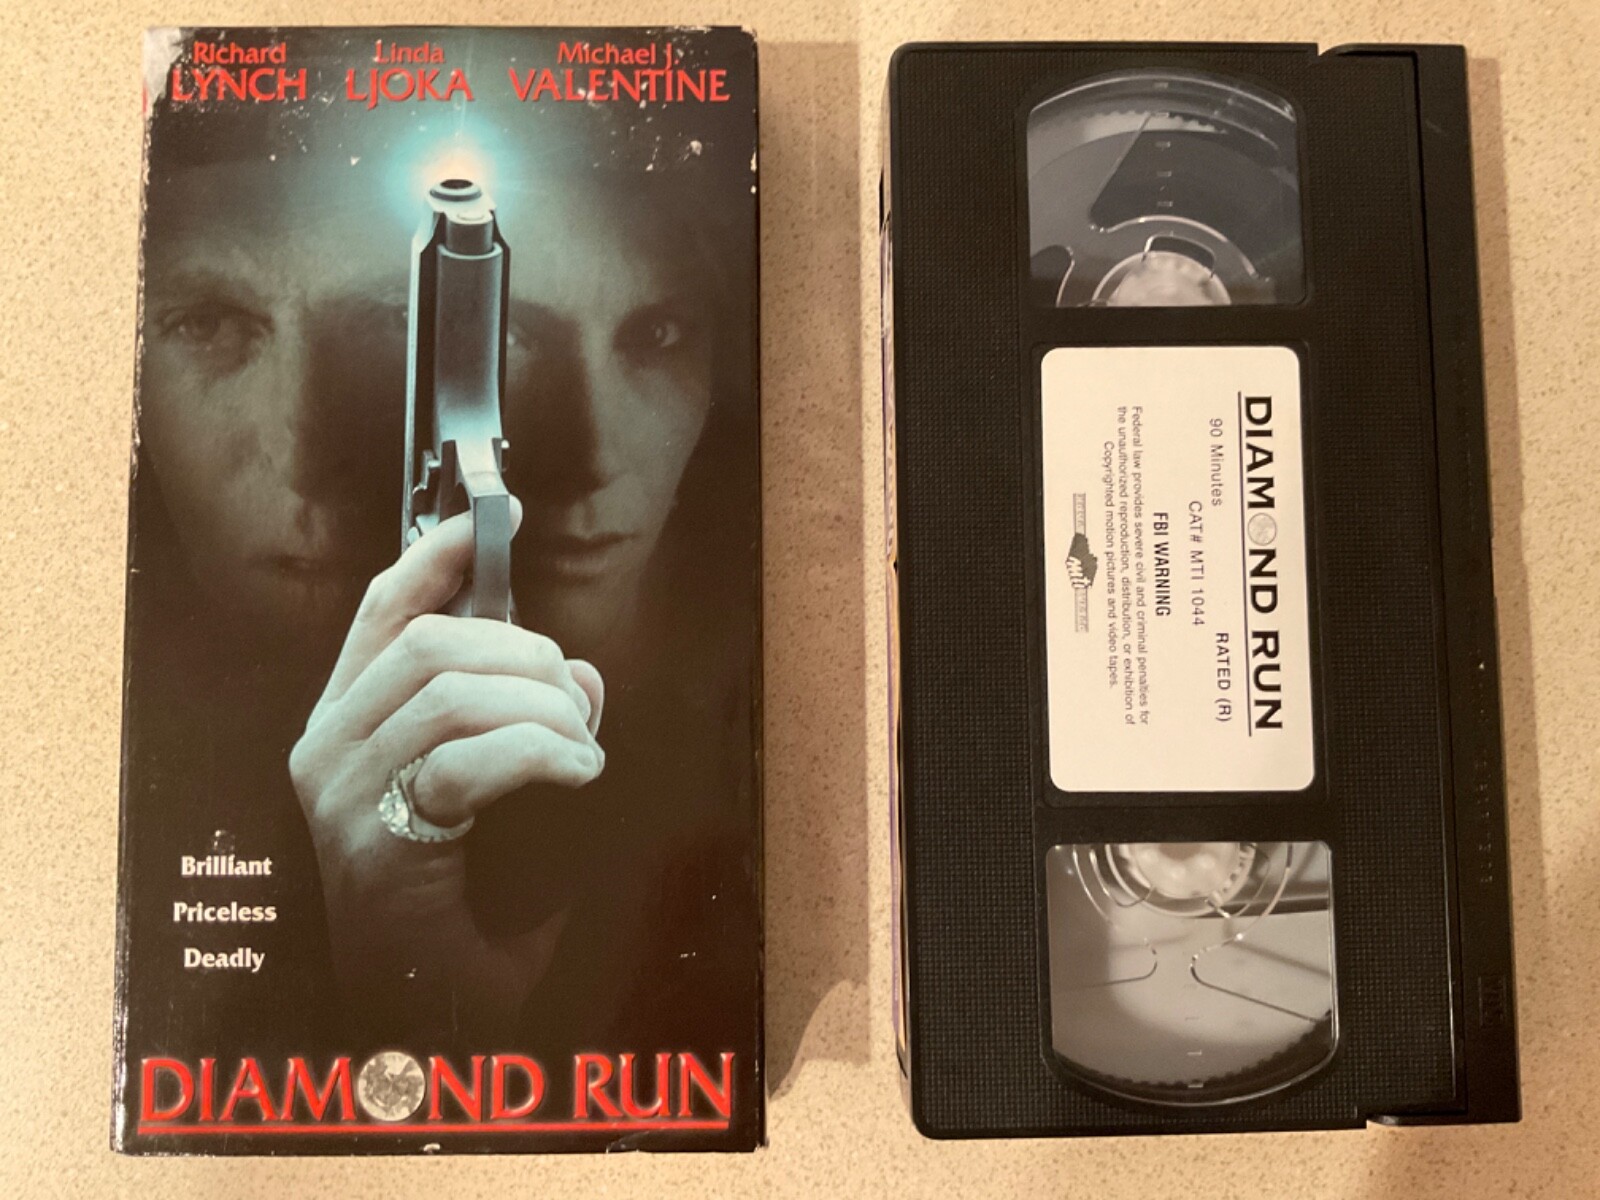 Richard Linda Michael J.
LYNCH LJOKA VALENTINE
Brilliant
Priceless
Deadly
DIAMOND RUN
DIAMOND RUN
90 Minutes RATED (R)
CAT# MTI 1044
FBI WARNING
Federal law provides severe civil and criminal penalties for
the unauthorized reproduction, distribution, or exhibition of
Copyrighted motion pictures and video tapes.
mti
VHS